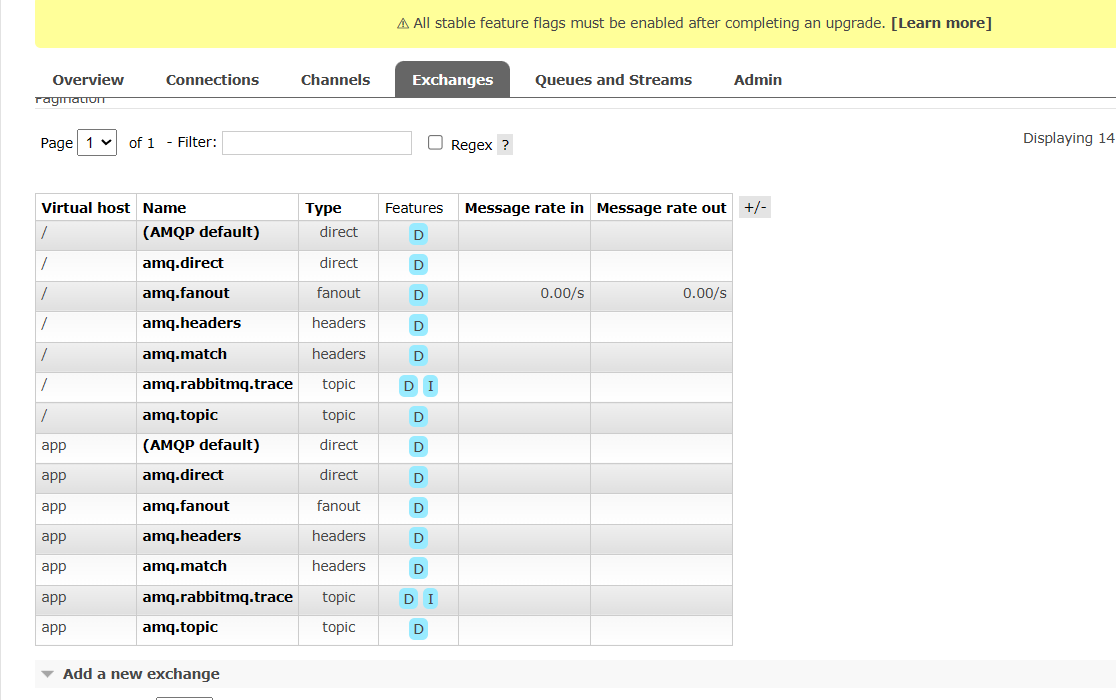 ⚠ All stable feature flags must be enabled after completing an upgrade. [Learn more]
Overview Connections Channels Exchanges Queues and Streams Admin
Pagination
Page 1 of 1 - Filter: Regex ? Displaying 14
Virtual host Name Type Features Message rate in Message rate out +/-
/ (AMQP default) direct D
/ amq.direct direct D
/ amq.fanout fanout D 0.00/s 0.00/s
/ amq.headers headers D
/ amq.match headers D
/ amq.rabbitmq.trace topic D I
/ amq.topic topic D
app (AMQP default) direct D
app amq.direct direct D
app amq.fanout fanout D
app amq.headers headers D
app amq.match headers D
app amq.rabbitmq.trace topic D I
app amq.topic topic D
Add a new exchange